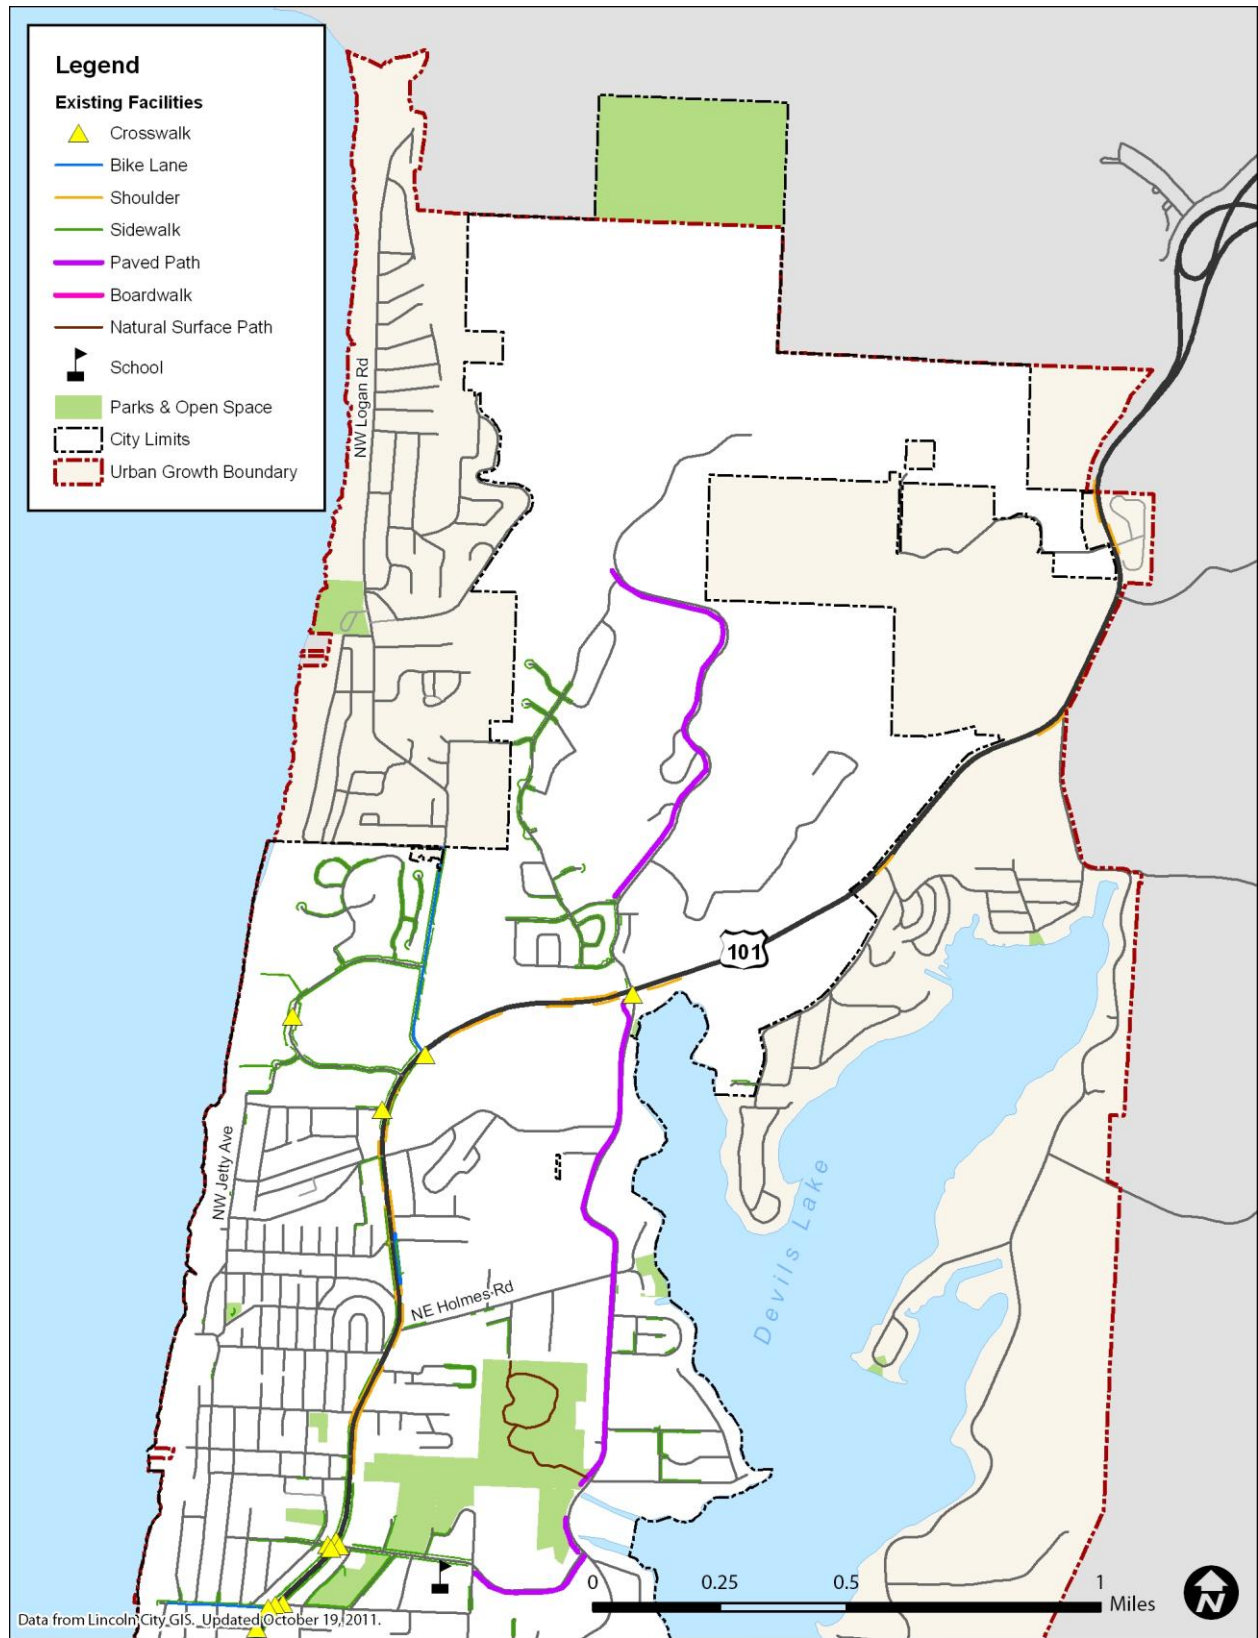 Legend
Existing Facilities
Crosswalk
Bike Lane
Shoulder
Sidewalk
Paved Path
Boardwalk
Natural Surface Path
School
Parks & Open Space
City Limits
Urban Growth Boundary
NW Logan Rd
101
NW Jetty Ave
NE Holmes Rd
Devils Lake
0 0.25 0.5 1
Miles
N
Data from Lincoln City GIS. Updated October 19, 2011.